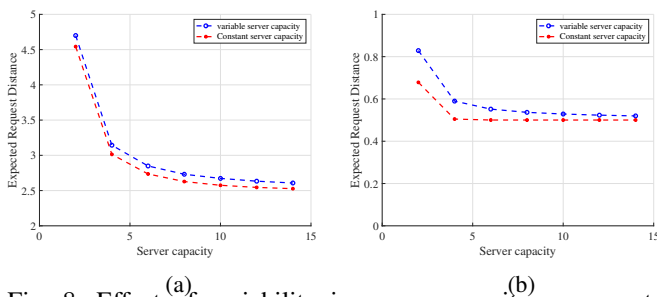 5
4.5
4
3.5
3
2.5
2
Expected Request Distance
variable server capacity
Constant server capacity
0 5 10 15
Server capacity
(a)
1
0.8
0.6
0.4
0.2
0
Expected Request Distance
variable server capacity
Constant server capacity
0 5 10 15
Server capacity
(b)